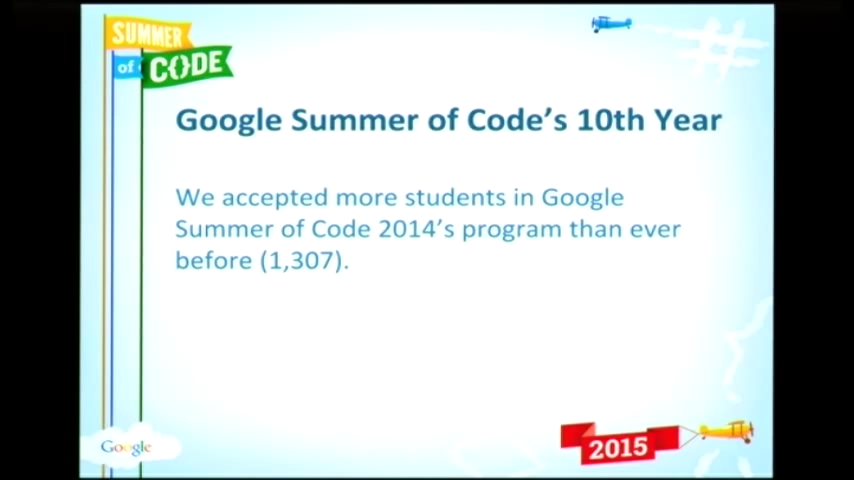 SUMMER
of CODE
Google Summer of Code's 10th Year
We accepted more students in Google
Summer of Code 2014's program than ever
before (1,307).
Google
2015